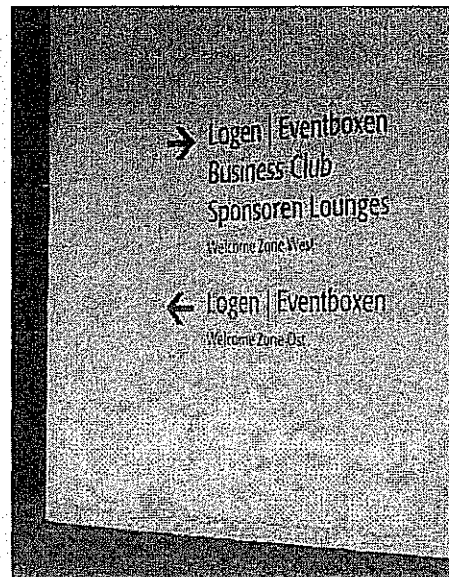 → Logen | Eventboxen
Business Club
Sponsoren Lounges
Welcome Zone West
← Logen | Eventboxen
Welcome Zone Ost